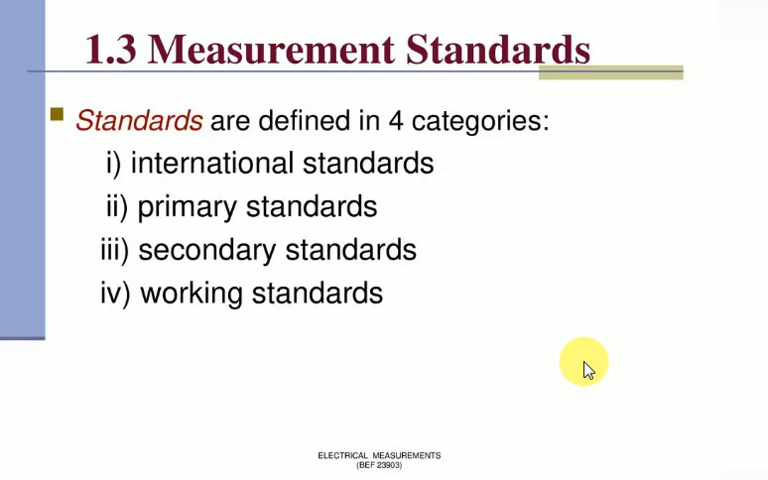 1.3 Measurement Standards
Standards are defined in 4 categories:
i) international standards
ii) primary standards
iii) secondary standards
iv) working standards
ELECTRICAL MEASUREMENTS
(BEF 23903)